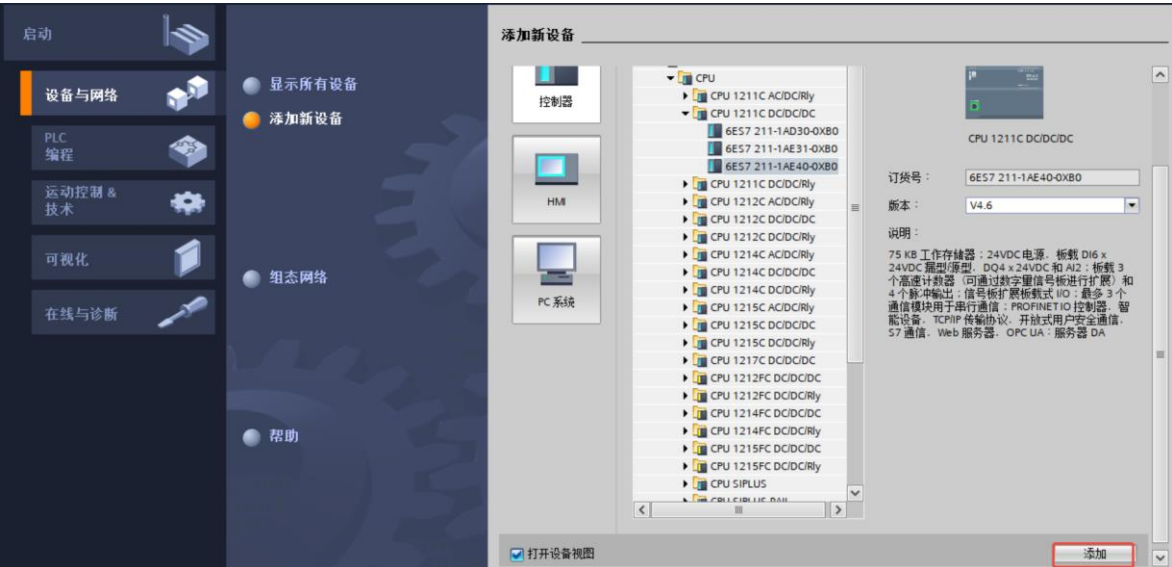 启动
设备与网络
PLC
编程
运动控制 &
技术
可视化
在线与诊断
显示所有设备
添加新设备
组态网络
帮助
添加新设备
控制器
HMI
PC 系统
CPU
CPU 1211C AC/DC/Rly
CPU 1211C DC/DC/DC
6ES7 211-1AD30-0XB0
6ES7 211-1AE31-0XB0
6ES7 211-1AE40-0XB0
CPU 1211C DC/DC/Rly
CPU 1212C AC/DC/Rly
CPU 1212C DC/DC/DC
CPU 1212C DC/DC/Rly
CPU 1214C AC/DC/Rly
CPU 1214C DC/DC/DC
CPU 1214C DC/DC/Rly
CPU 1215C AC/DC/Rly
CPU 1215C DC/DC/DC
CPU 1215C DC/DC/Rly
CPU 1217C DC/DC/DC
CPU 1212FC DC/DC/DC
CPU 1212FC DC/DC/Rly
CPU 1214FC DC/DC/DC
CPU 1214FC DC/DC/Rly
CPU 1215FC DC/DC/DC
CPU 1215FC DC/DC/Rly
CPU SIPLUS
CPU SIPLUS RAIL
CPU 1211C DC/DC/DC
订货号：
6ES7 211-1AE40-0XB0
版本：
V4.6
说明：
75 KB 工作存储器；24VDC 电源、板载 DI6 x
24VDC 漏型/源型、DQ4 x 24VDC 和 AI2；板载 3
个高速计数器（可通过数字量信号板进行扩展）和
4 个脉冲输出；信号板扩展板载式 I/O；最多 3 个
通信模块用于串行通信；PROFINET IO 控制器、智
能设备、TCP/IP 传输协议、开放式用户安全通信、
S7 通信、Web 服务器、OPC UA：服务器 DA
打开设备视图
添加